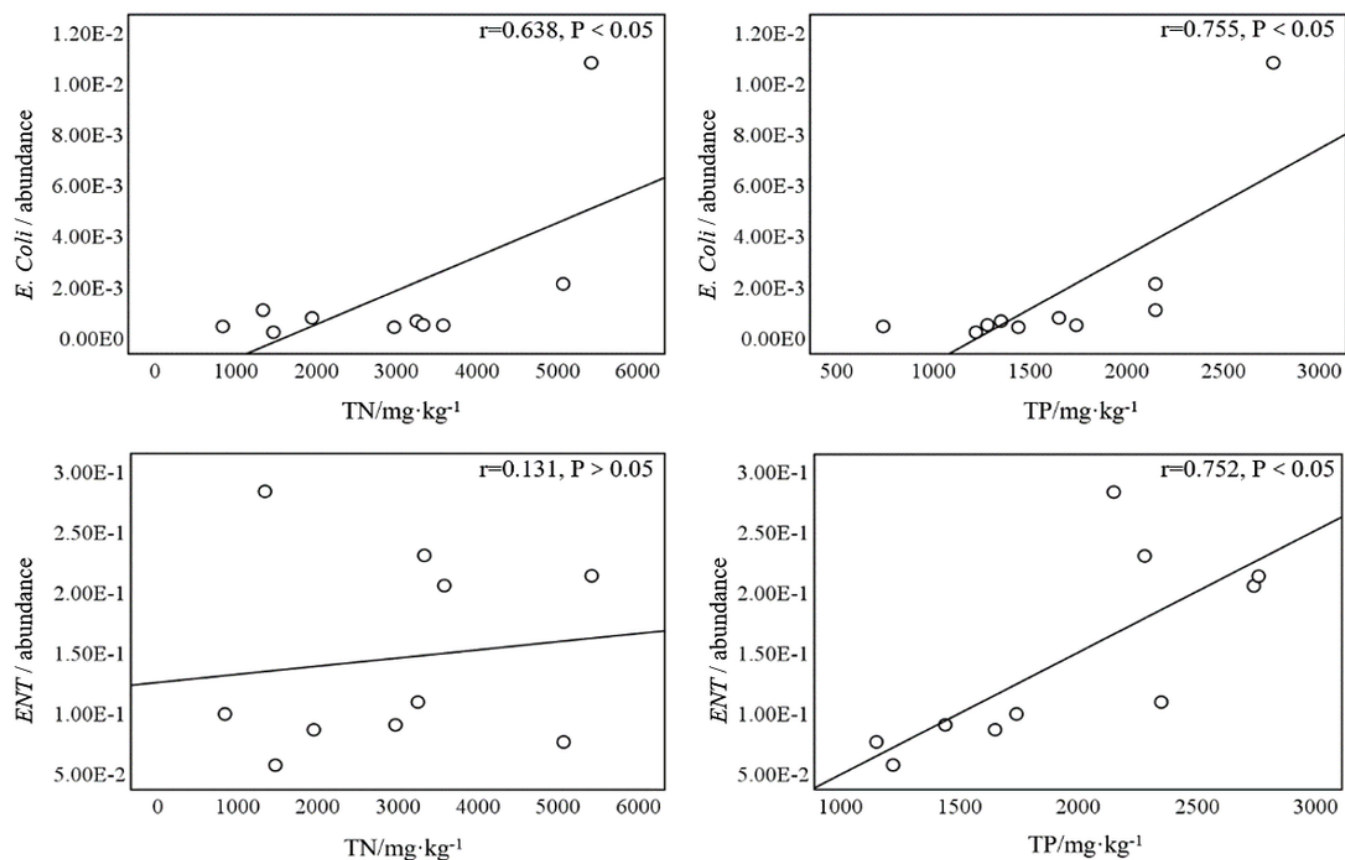 r=0.638, P < 0.05
1.20E-2
1.00E-2
8.00E-3
6.00E-3
4.00E-3
2.00E-3
0.00E0
E. Coli / abundance
0 1000 2000 3000 4000 5000 6000
TN/mg·kg⁻¹
r=0.755, P < 0.05
1.20E-2
1.00E-2
8.00E-3
6.00E-3
4.00E-3
2.00E-3
0.00E0
E. Coli / abundance
500 1000 1500 2000 2500 3000
TP/mg·kg⁻¹
r=0.131, P > 0.05
3.00E-1
2.50E-1
2.00E-1
1.50E-1
1.00E-1
5.00E-2
ENT / abundance
0 1000 2000 3000 4000 5000 6000
TN/mg·kg⁻¹
r=0.752, P < 0.05
3.00E-1
2.50E-1
2.00E-1
1.50E-1
1.00E-1
5.00E-2
ENT / abundance
1000 1500 2000 2500 3000
TP/mg·kg⁻¹